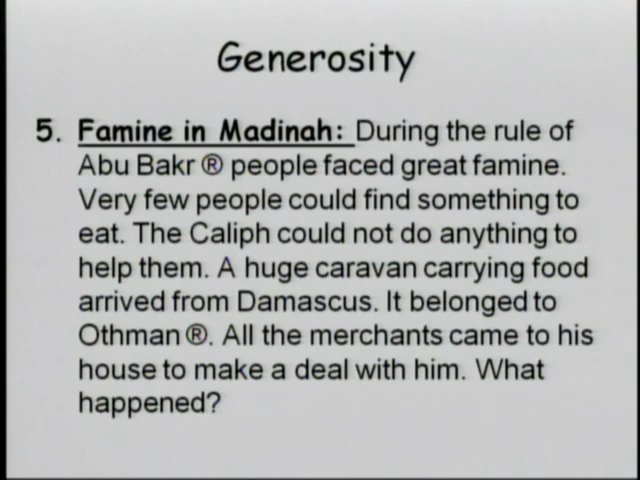 Generosity
5. Famine in Madinah: During the rule of
Abu Bakr ® people faced great famine.
Very few people could find something to
eat. The Caliph could not do anything to
help them. A huge caravan carrying food
arrived from Damascus. It belonged to
Othman ®. All the merchants came to his
house to make a deal with him. What
happened?